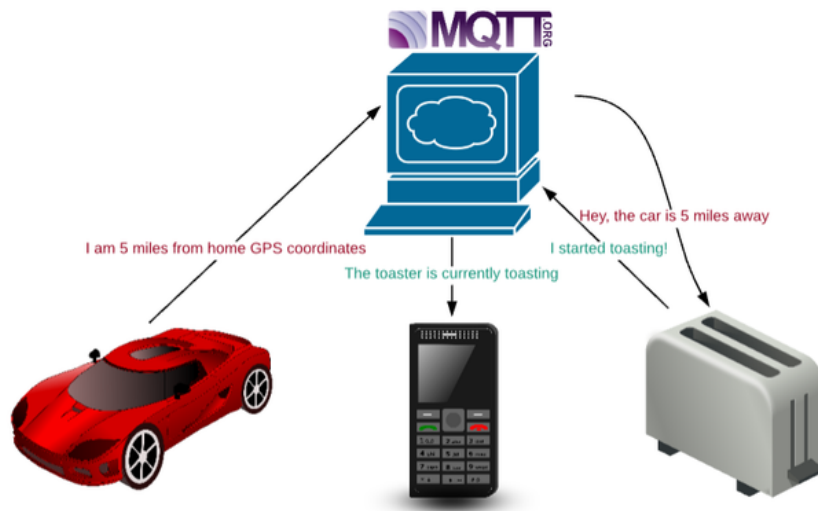 MQTT.ORG
Hey, the car is 5 miles away
I am 5 miles from home GPS coordinates
I started toasting!
The toaster is currently toasting